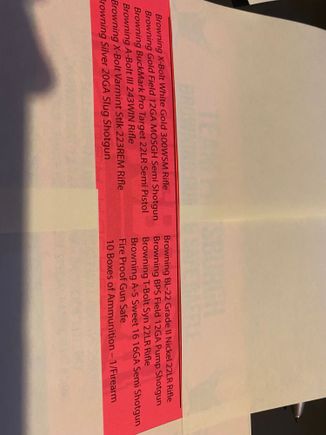 Browning X-Bolt White Gold 300WSM Rifle
Browning Gold Field 12GA MOSGH Semi Shotgun
Browning BuckMark Pro Target 22LR Semi Pistol
Browning A-Bolt III 243WIN Rifle
Browning X-Bolt Varmint Stlk 223REM Rifle
Browning Silver 20GA Slug Shotgun
Browning BL-22 Grade II Nickel 22LR Rifle
Browning BPS Field 12GA Pump Shotgun
Browning T-Bolt Syn 22LR Rifle
Browning A-5 Sweet 16 16GA Semi Shotgun
Fire Proof Gun Safe
10 Boxes of Ammunition – 1/Firearm